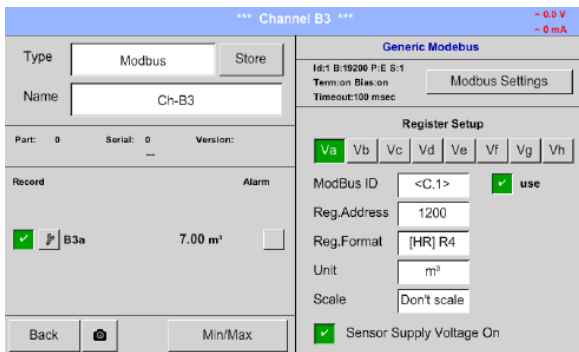 *** Channel B3 ***
~ 0.0 V
~ 0 mA
Type
Modbus
Store
Name
Ch-B3
Part: 0 Serial: 0 Version:
---
Record
Alarm
B3a
7.00 m³
Back
Min/Max
Generic Modebus
Id:1 B:19200 P:E S:1
Term:on Bias:on
Timeout:100 msec
Modbus Settings
Register Setup
Va Vb Vc Vd Ve Vf Vg Vh
ModBus ID <C.1> use
Reg.Address 1200
Reg.Format [HR] R4
Unit m³
Scale Don't scale
Sensor Supply Voltage On